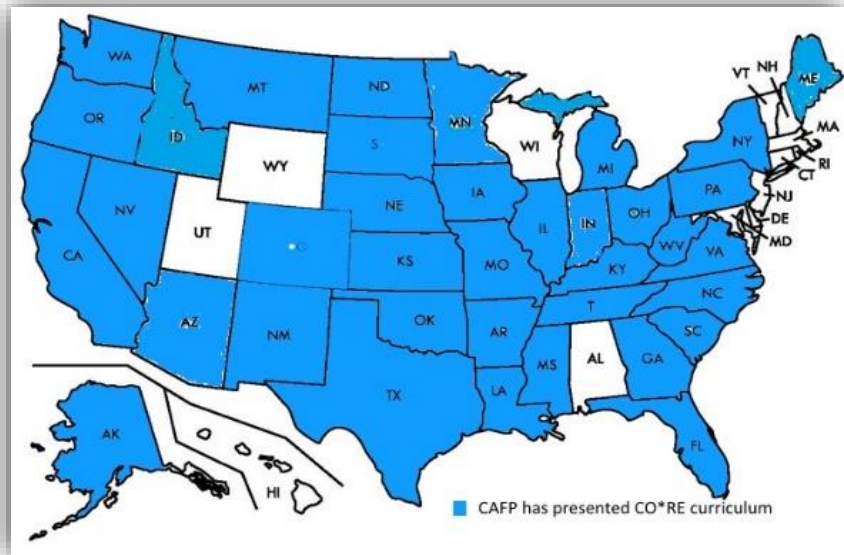 WA
MT
ND
MN
ME
VT
NH
OR
ID
S
WI
MI
NY
MA
RI
CT
WY
NE
IA
PA
NJ
NV
UT
IL
IN
OH
DE
MD
CA
KS
MO
WV
VA
KY
NC
AZ
NM
OK
AR
T
SC
MS
AL
GA
TX
LA
AK
FL
HI
CAFP has presented CO*RE curriculum